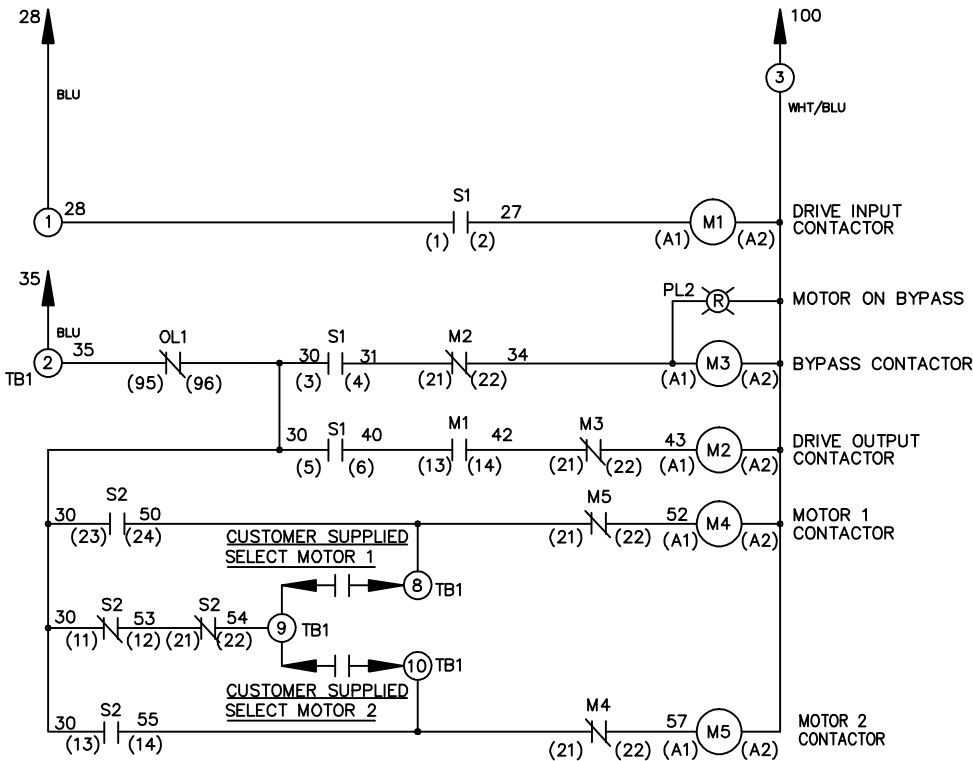 28
100
BLU
3
WHT/BLU
1
28
S1
27
(1) (2)
M1
(A1) (A2)
DRIVE INPUT
CONTACTOR
35
PL2
R
MOTOR ON BYPASS
BLU
2
35
TB1
OL1
(95) (96)
30
S1
31
(3) (4)
M2
34
(21) (22)
M3
(A1) (A2)
BYPASS CONTACTOR
30
S1
40
(5) (6)
M1
42
(13) (14)
M3
(21) (22)
43
M2
(A1) (A2)
DRIVE OUTPUT
CONTACTOR
30
S2
50
(23) (24)
M5
(21) (22)
52
M4
(A1) (A2)
MOTOR 1
CONTACTOR
CUSTOMER SUPPLIED
SELECT MOTOR 1
8
TB1
30
S2
53
S2
54
(11) (12) (21) (22)
9
TB1
10
TB1
CUSTOMER SUPPLIED
SELECT MOTOR 2
30
S2
55
(13) (14)
M4
(21) (22)
57
M5
(A1) (A2)
MOTOR 2
CONTACTOR